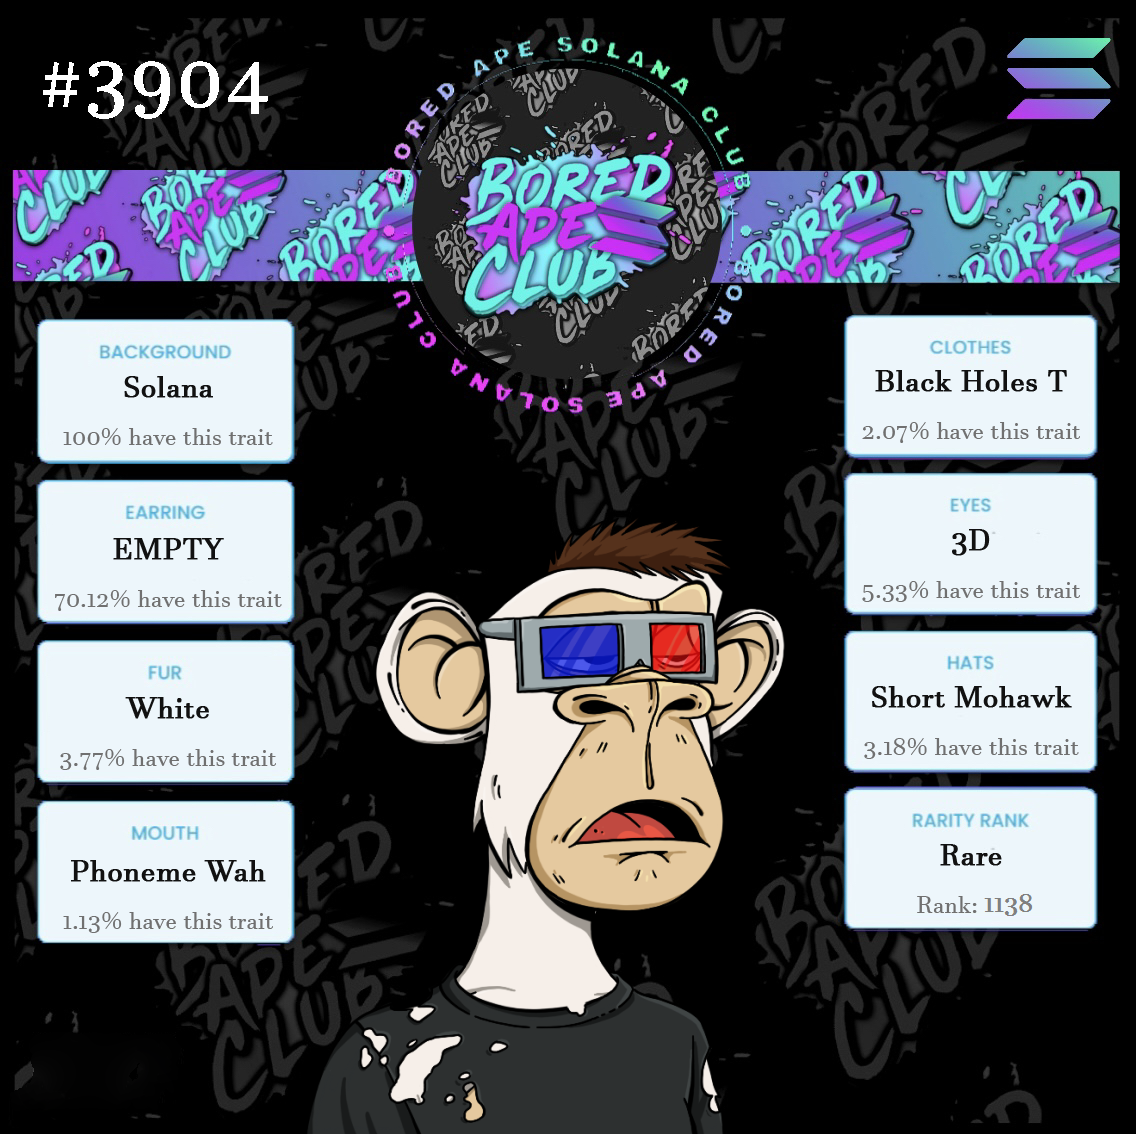 #3904
BORED APE SOLANA CLUB
BORED APE SOLANA CLUB
BORED
APE
CLUB
BACKGROUND
Solana
100% have this trait
EARRING
EMPTY
70.12% have this trait
FUR
White
3.77% have this trait
MOUTH
Phoneme Wah
1.13% have this trait
CLOTHES
Black Holes T
2.07% have this trait
EYES
3D
5.33% have this trait
HATS
Short Mohawk
3.18% have this trait
RARITY RANK
Rare
Rank: 1138